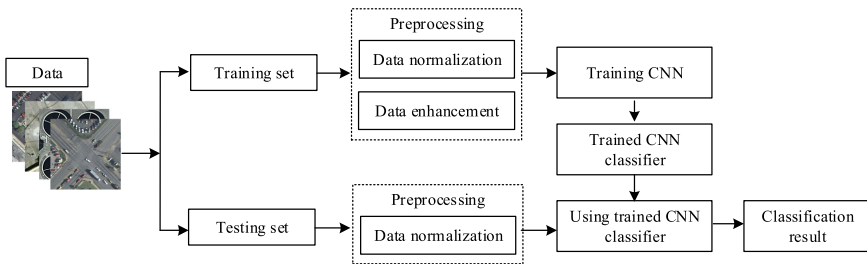 Data
Training set
Preprocessing
Data normalization
Data enhancement
Training CNN
Trained CNN
classifier
Testing set
Preprocessing
Data normalization
Using trained CNN
classifier
Classification
result